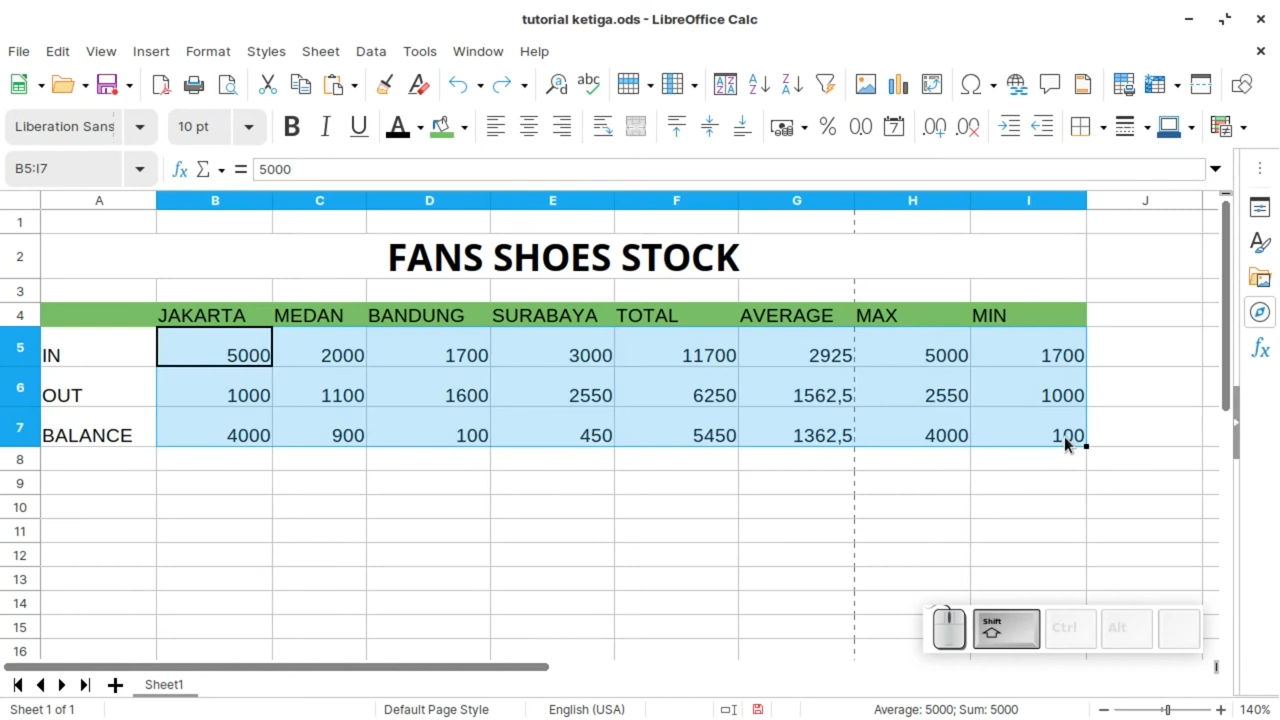 tutorial ketiga.ods - LibreOffice Calc
File Edit View Insert Format Styles Sheet Data Tools Window Help
Liberation Sans 10 pt
B5:I7 = 5000
A B C D E F G H I J
1
2 FANS SHOES STOCK
3
4 JAKARTA MEDAN BANDUNG SURABAYA TOTAL AVERAGE MAX MIN
5 IN 5000 2000 1700 3000 11700 2925 5000 1700
6 OUT 1000 1100 1600 2550 6250 1562,5 2550 1000
7 BALANCE 4000 900 100 450 5450 1362,5 4000 100
8
9
10
11
12
13
14
15
16
Shift Ctrl Alt
Sheet1
Sheet 1 of 1 Default Page Style English (USA) Average: 5000; Sum: 5000 140%